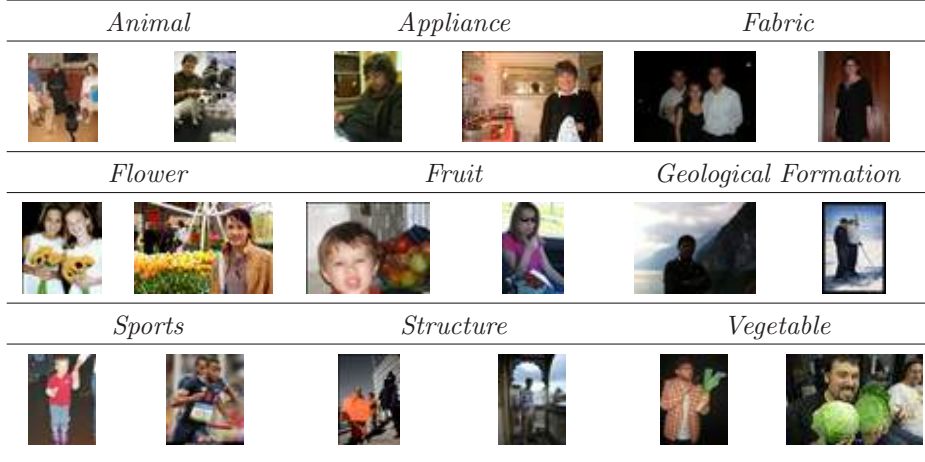 Animal Appliance Fabric
Flower Fruit Geological Formation
Sports Structure Vegetable